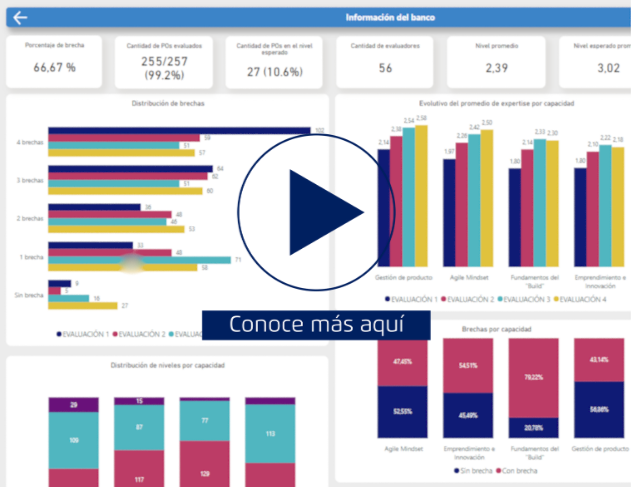 Información del banco
Porcentaje de brecha
66,67 %
Cantidad de POs evaluados
255/257
(99.2%)
Cantidad de POs en el nivel
esperado
27 (10.6%)
Cantidad de evaluadores
56
Nivel promedio
2,39
Nivel esperado prom
3,02
Distribución de brechas
4 brechas
102
59
51
57
3 brechas
64
62
51
60
2 brechas
36
48
46
53
1 brecha
33
48
71
58
Sin brecha
9
5
16
27
EVALUACIÓN 1 EVALUACIÓN 2 EVALUAC
Evolutivo del promedio de expertise por capacidad
2,14 2,38 2,54 2,58
1,97 2,28 2,42 2,50
1,80 2,14 2,33 2,30
1,80 2,10 2,22 2,18
Gestión de producto
Agile Mindset
Fundamentos del
"Build"
Emprendimiento e
Innovación
EVALUACIÓN 1 EVALUACIÓN 2 EVALUACIÓN 3 EVALUACIÓN 4
Conoce más aquí
Distribución de niveles por capacidad
29 15
106 87 77 113
117 129
Brechas por capacidad
47,45% 54,51% 79,22% 43,14%
52,55% 45,49% 20,78% 56,86%
Agile Mindset
Emprendimiento e
Innovación
Fundamentos del
"Build"
Gestión de producto
Sin brecha Con brecha